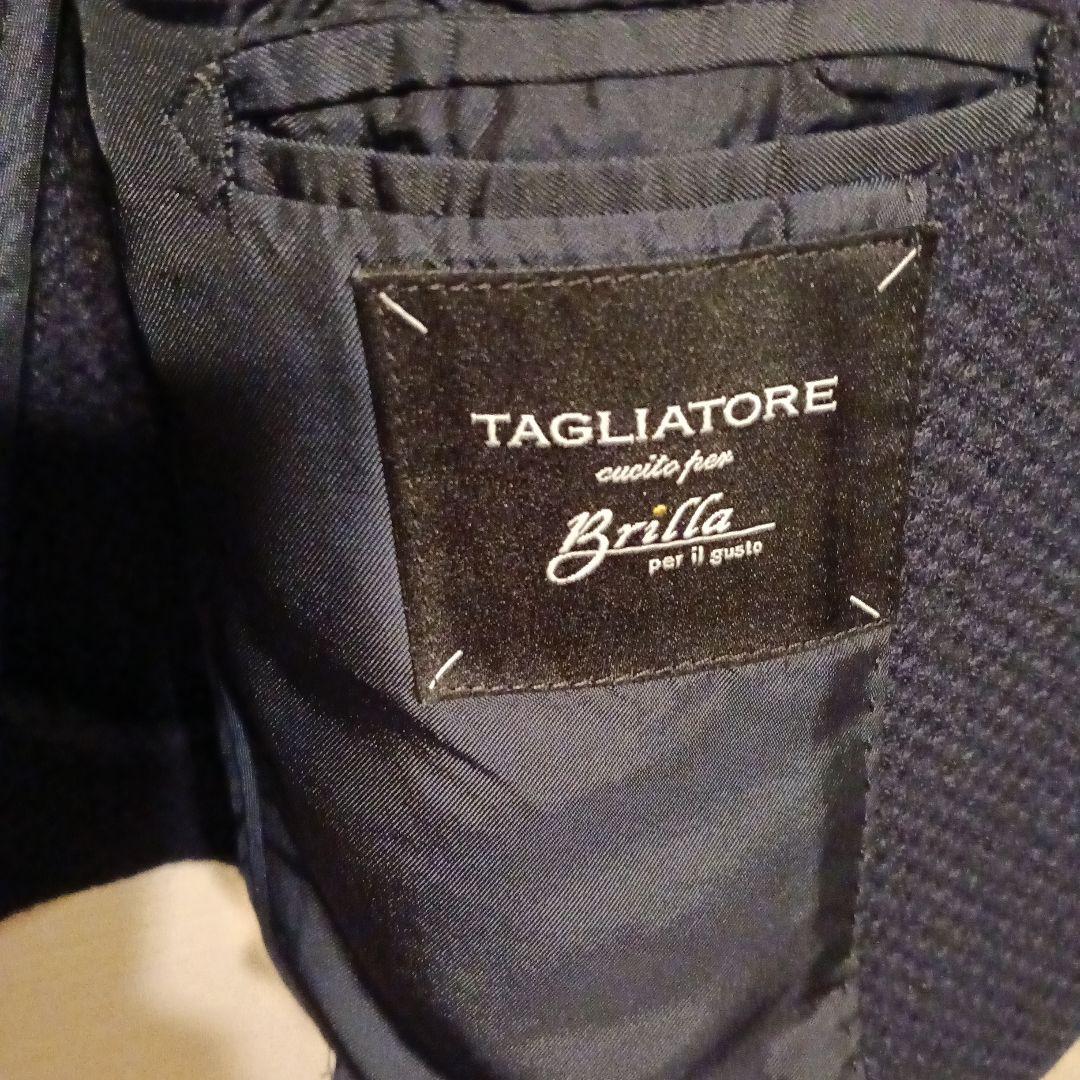 TAGLIATORE
cucito per
Brilla
per il gusto